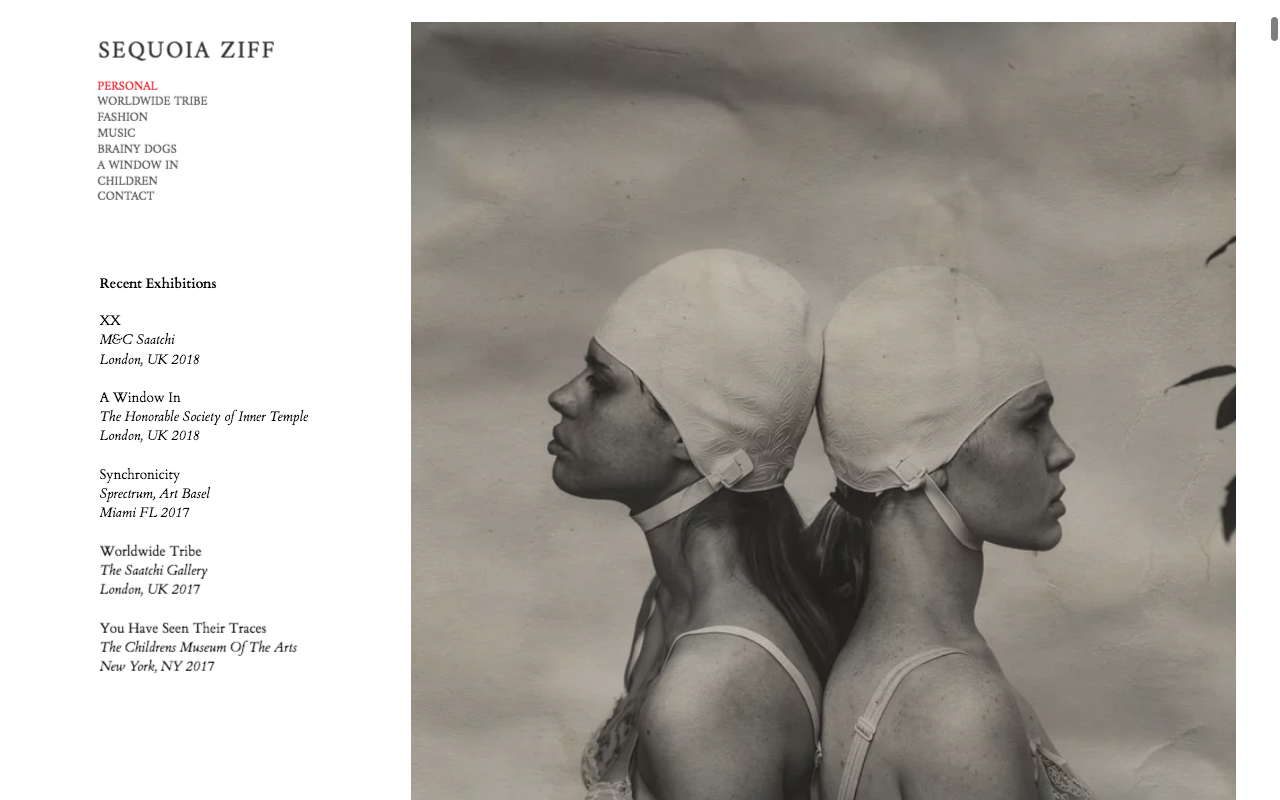 SEQUOIA ZIFF
PERSONAL
WORLDWIDE TRIBE
FASHION
MUSIC
BRAINY DOGS
A WINDOW IN
CHILDREN
CONTACT
Recent Exhibitions
XX
M&C Saatchi
London, UK 2018
A Window In
The Honorable Society of Inner Temple
London, UK 2018
Synchronicity
Sprectrum, Art Basel
Miami FL 2017
Worldwide Tribe
The Saatchi Gallery
London, UK 2017
You Have Seen Their Traces
The Childrens Museum Of The Arts
New York, NY 2017